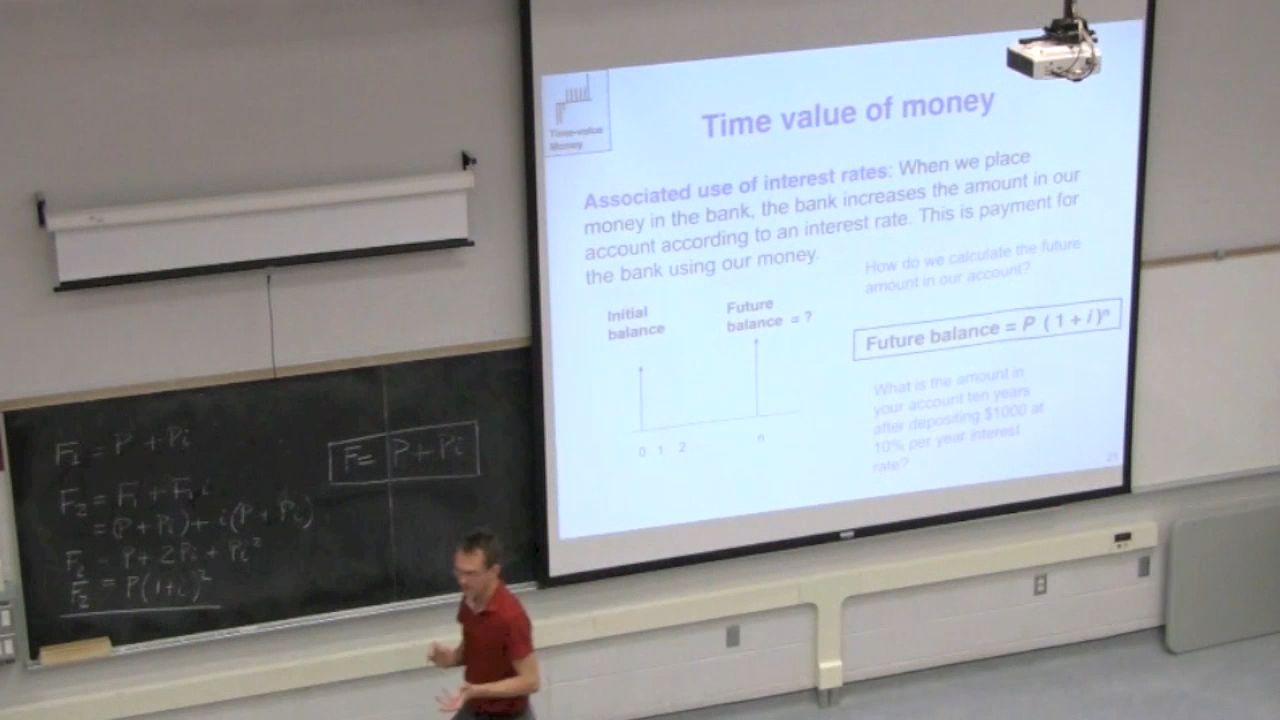 Time-value
Money
Time value of money
Associated use of interest rates: When we place
money in the bank, the bank increases the amount in our
account according to an interest rate. This is payment for
the bank using our money.
How do we calculate the future
amount in our account?
Initial
balance
Future
balance = ?
0 1 2
n
Future balance = P ( 1 + i )ⁿ
What is the amount in
your account ten years
after depositing $1000 at
10% per year interest
rate?
F₁ = P + Pi
F₂ = F₁ + F₁i
= (P + Pi) + i(P + Pi)
F₂ = P + 2Pi + Pi²
F₂ = P(1+i)²
F = P + Pi